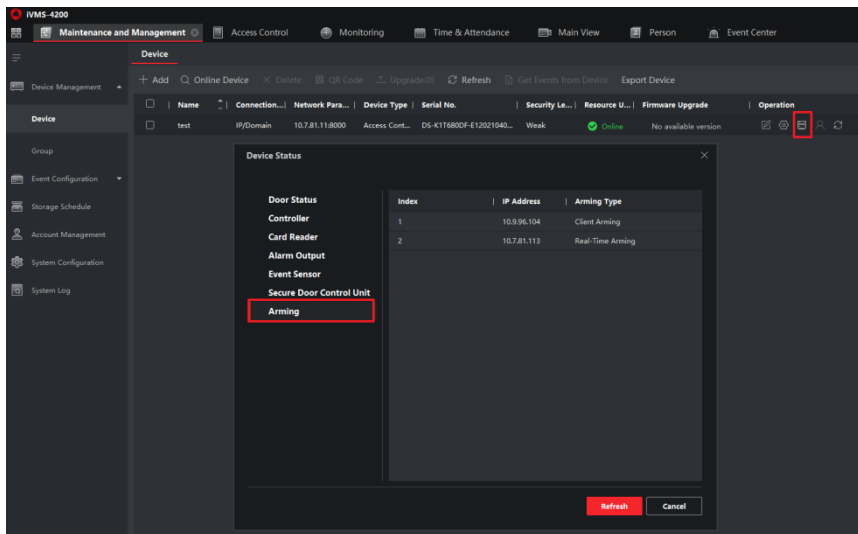 iVMS-4200
Maintenance and Management Access Control Monitoring Time & Attendance Main View Person Event Center
Device
Add Online Device Delete QR Code Upgrade(0) Refresh Get Events from Device Export Device
Device Management
Name Connection... Network Para... Device Type Serial No. Security Le... Resource U... Firmware Upgrade Operation
Device
test IP/Domain 10.7.81.11:8000 Access Cont... DS-K1T680DF-E12021040... Weak Online No available version
Group
Event Configuration
Storage Schedule
Account Management
System Configuration
System Log
Device Status
Door Status
Controller
Card Reader
Alarm Output
Event Sensor
Secure Door Control Unit
Arming
Index IP Address Arming Type
1 10.9.96.104 Client Arming
2 10.7.81.113 Real-Time Arming
Refresh Cancel